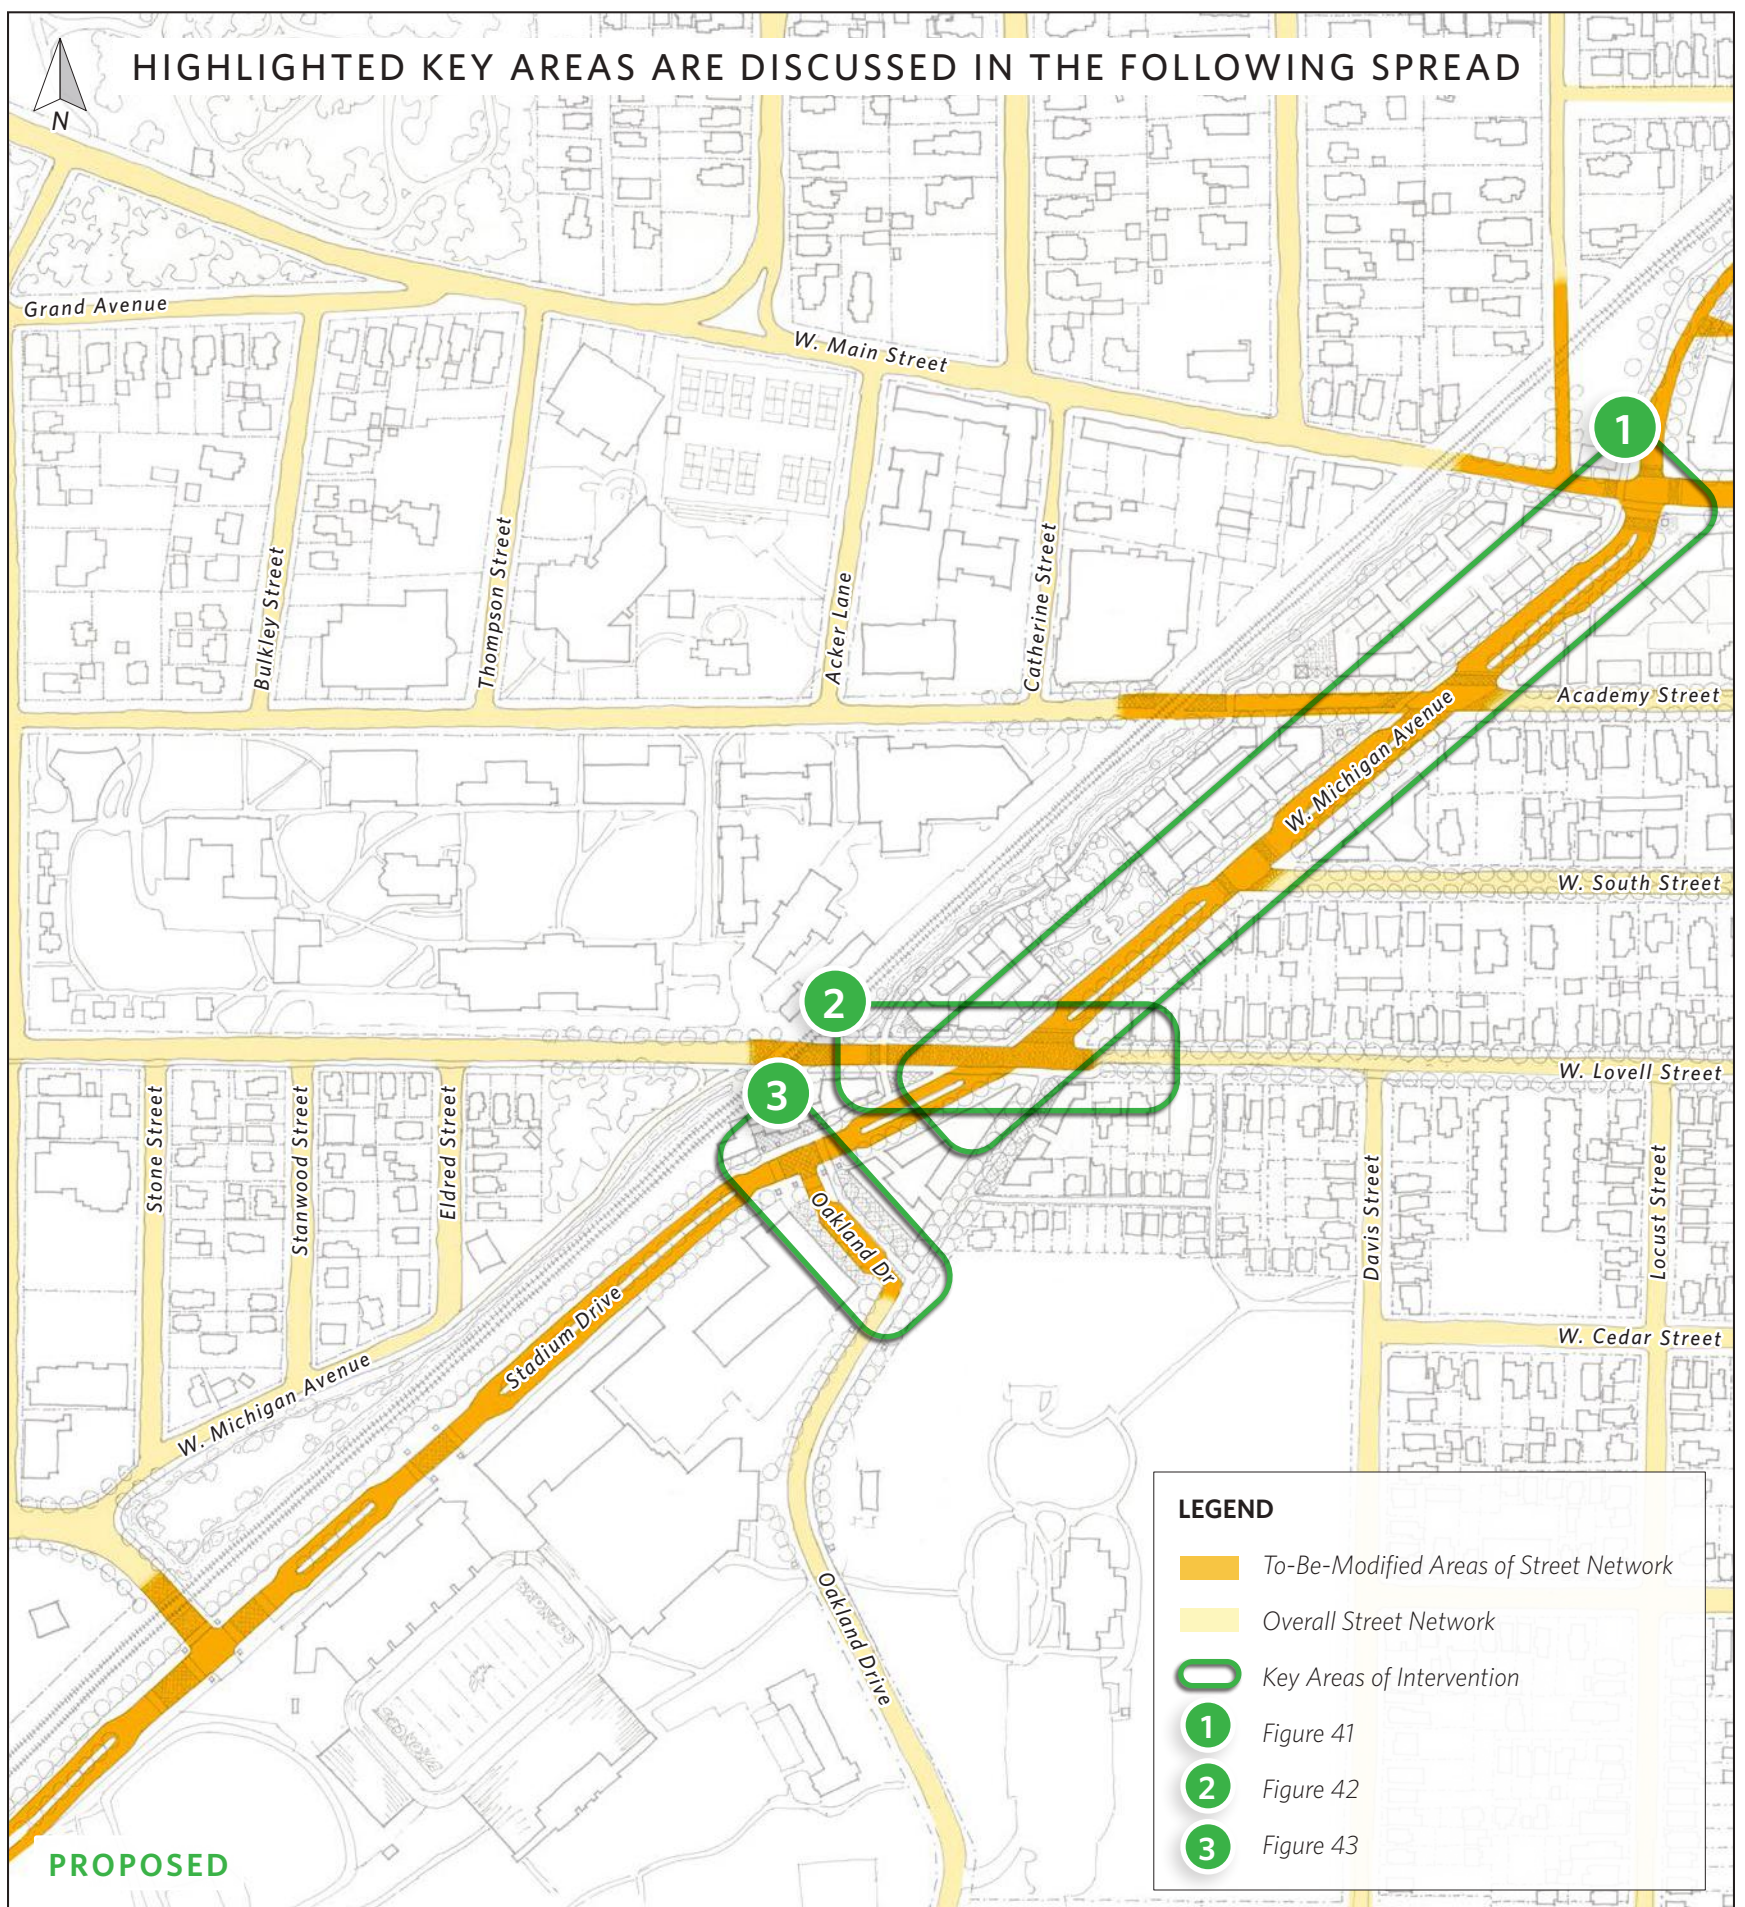 HIGHLIGHTED KEY AREAS ARE DISCUSSED IN THE FOLLOWING SPREAD
N
Grand Avenue
W. Main Street
1
Bulkley Street
Thompson Street
Acker Lane
Catherine Street
Academy Street
W. Michigan Avenue
W. South Street
2
W. Lovell Street
3
Stone Street
Stanwood Street
Eldred Street
Oakland Dr
Davis Street
Locust Street
Stadium Drive
W. Cedar Street
W. Michigan Avenue
Oakland Drive
BRONCOS
BRONCOS
LEGEND
To-Be-Modified Areas of Street Network
Overall Street Network
Key Areas of Intervention
1 Figure 41
2 Figure 42
3 Figure 43
PROPOSED